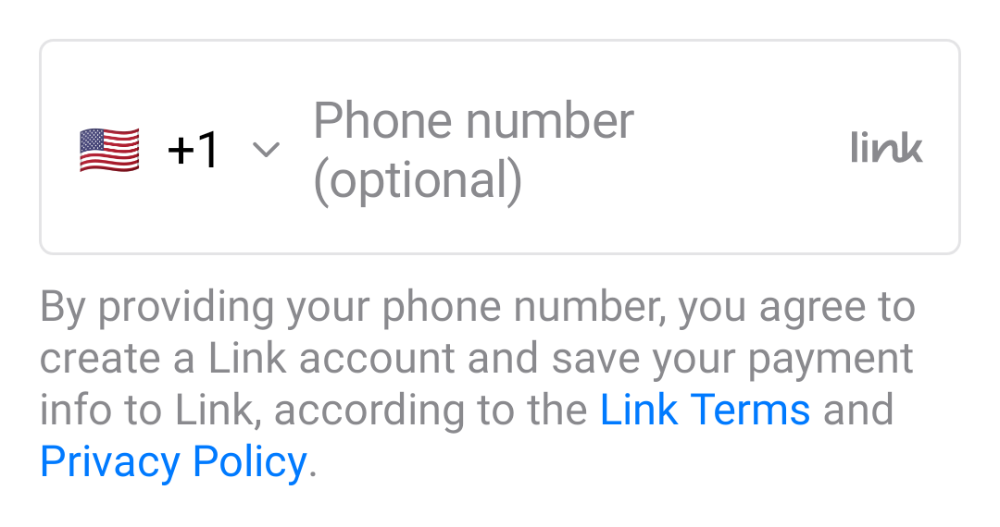 +1
Phone number
(optional)
link
By providing your phone number, you agree to
create a Link account and save your payment
info to Link, according to the Link Terms and
Privacy Policy.